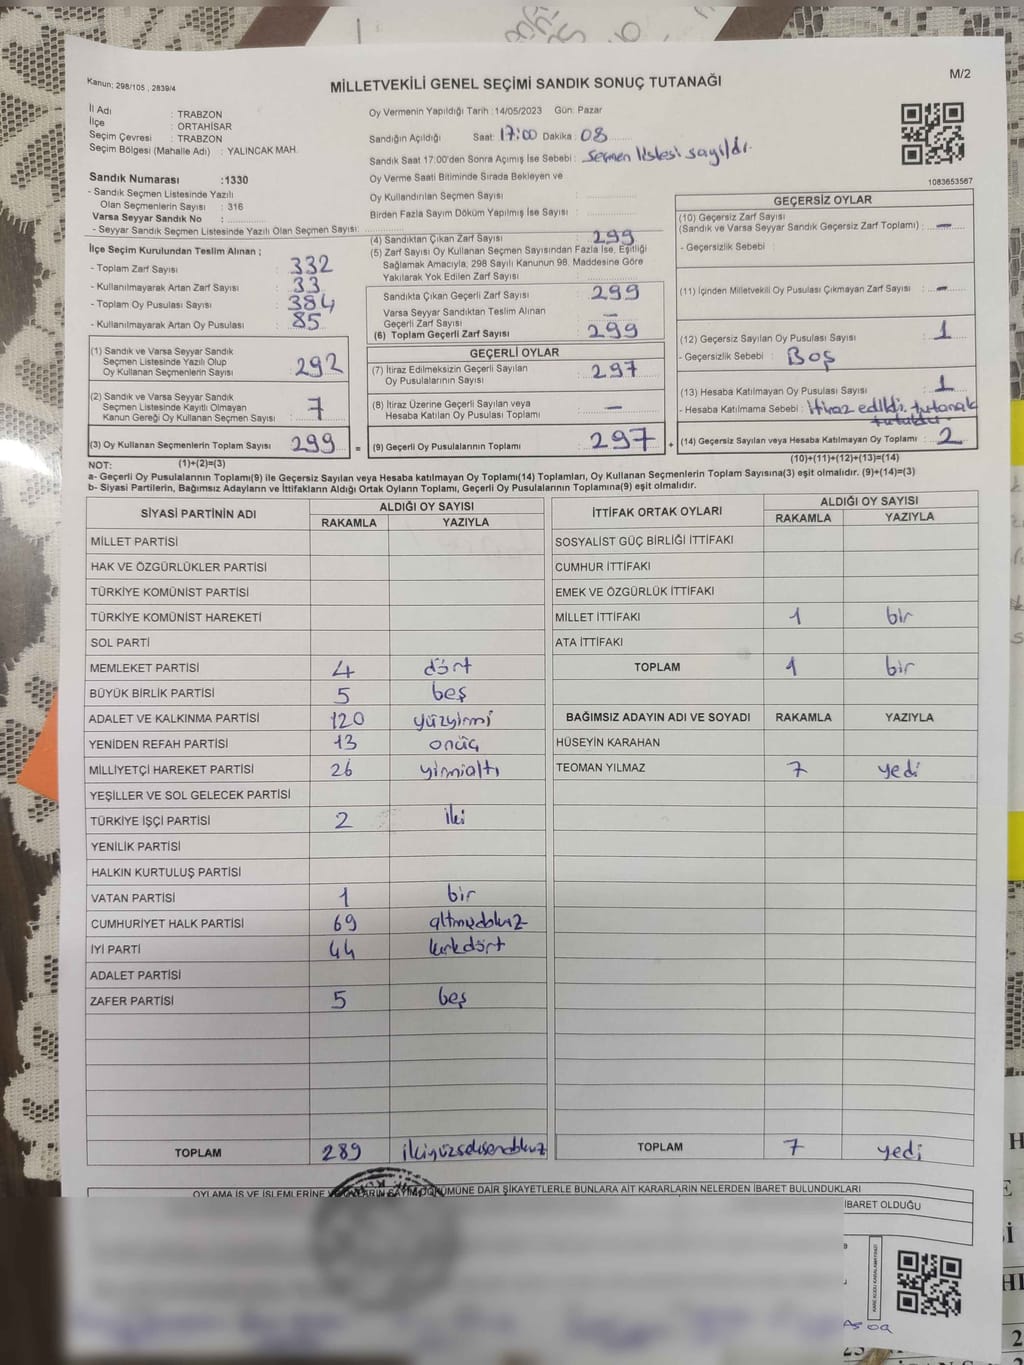 Kanun; 298/105 , 2839/4
MİLLETVEKİLİ GENEL SEÇİMİ SANDIK SONUÇ TUTANAĞI
M/2
İl Adı : TRABZON
İlçe : ORTAHİSAR
Seçim Çevresi : TRABZON
Seçim Bölgesi (Mahalle Adı) : YALINCAK MAH.
Oy Vermenin Yapıldığı Tarih :14/05/2023 Gün: Pazar
Sandığın Açıldığı Saat: 17:00 Dakika : 08
Sandık Saat 17:00'den Sonra Açımış İse Sebebi : Seçmen listesi sayıldı.
Oy Verme Saati Bitiminde Sırada Bekleyen ve
Oy Kullandırılan Seçmen Sayısı :
Birden Fazla Sayım Döküm Yapılmış İse Sayısı :
1083653567
Sandık Numarası :1330
- Sandık Seçmen Listesinde Yazılı
Olan Seçmenlerin Sayısı : 316
Varsa Seyyar Sandık No :
- Seyyar Sandık Seçmen Listesinde Yazılı Olan Seçmen Sayısı:
İlçe Seçim Kurulundan Teslim Alınan ;
- Toplam Zarf Sayısı : 332
- Kullanılmayarak Artan Zarf Sayısı : 33
- Toplam Oy Pusulası Sayısı : 384
- Kullanılmayarak Artan Oy Pusulası : 85
(4) Sandıktan Çıkan Zarf Sayısı : 299
(5) Zarf Sayısı Oy Kullanan Seçmen Sayısından Fazla İse, Eşitliği
Sağlamak Amacıyla, 298 Sayılı Kanunun 98. Maddesine Göre
Yakılarak Yok Edilen Zarf Sayısı :
Sandıkta Çıkan Geçerli Zarf Sayısı : 299
Varsa Seyyar Sandıktan Teslim Alınan
Geçerli Zarf Sayısı : —
(6) Toplam Geçerli Zarf Sayısı : 299
GEÇERSİZ OYLAR
(10) Geçersiz Zarf Sayısı
(Sandık ve Varsa Seyyar Sandık Geçersiz Zarf Toplamı) : —
- Geçersizlik Sebebi :
(11) İçinden Milletvekili Oy Pusulası Çıkmayan Zarf Sayısı : —
(12) Geçersiz Sayılan Oy Pusulası Sayısı : 1
- Geçersizlik Sebebi : Boş
(13) Hesaba Katılmayan Oy Pusulası Sayısı : 1
- Hesaba Katılmama Sebebi : İtiraz edildi. tutanak
tutuldu.
(14) Geçersiz Sayılan veya Hesaba Katılmayan Oy Toplamı : 2
(10)+(11)+(12)+(13)=(14)
(1) Sandık ve Varsa Seyyar Sandık
Seçmen Listesinde Yazılı Olup
Oy Kullanan Seçmenlerin Sayısı : 292
(2) Sandık ve Varsa Seyyar Sandık
Seçmen Listesinde Kayıtlı Olmayan
Kanun Gereği Oy Kullanan Seçmen Sayısı : 7
(3) Oy Kullanan Seçmenlerin Toplam Sayısı : 299 =
GEÇERLİ OYLAR
(7) İtiraz Edilmeksizin Geçerli Sayılan
Oy Pusulalarının Sayısı : 297
(8) İtiraz Üzerine Geçerli Sayılan veya
Hesaba Katılan Oy Pusulası Toplamı : —
(9) Geçerli Oy Pusulalarının Toplamı : 297 +
NOT: (1)+(2)=(3)
a- Geçerli Oy Pusulalarının Toplamı(9) ile Geçersiz Sayılan veya Hesaba katılmayan Oy Toplamı(14) Toplamları, Oy Kullanan Seçmenlerin Toplam Sayısına(3) eşit olmalıdır. (9)+(14)=(3)
b- Siyasi Partilerin, Bağımsız Adayların ve İttifakların Aldığı Ortak Oyların Toplamı, Geçerli Oy Pusulalarının Toplamına(9) eşit olmalıdır.
SİYASİ PARTİNİN ADI ALDIĞI OY SAYISI
RAKAMLA YAZIYLA
MİLLET PARTİSİ
HAK VE ÖZGÜRLÜKLER PARTİSİ
TÜRKİYE KOMÜNİST PARTİSİ
TÜRKİYE KOMÜNİST HAREKETİ
SOL PARTİ
MEMLEKET PARTİSİ 4 dört
BÜYÜK BİRLİK PARTİSİ 5 beş
ADALET VE KALKINMA PARTİSİ 120 yüzyirmi
YENİDEN REFAH PARTİSİ 13 onüç
MİLLİYETÇİ HAREKET PARTİSİ 26 yirmialtı
YEŞİLLER VE SOL GELECEK PARTİSİ
TÜRKİYE İŞÇİ PARTİSİ 2 iki
YENİLİK PARTİSİ
HALKIN KURTULUŞ PARTİSİ
VATAN PARTİSİ 1 bir
CUMHURİYET HALK PARTİSİ 69 altmışdokuz
İYİ PARTİ 44 kırkdört
ADALET PARTİSİ
ZAFER PARTİSİ 5 beş
TOPLAM 289 ikiyüzseksendokuz
İTTİFAK ORTAK OYLARI ALDIĞI OY SAYISI
RAKAMLA YAZIYLA
SOSYALİST GÜÇ BİRLİĞİ İTTİFAKI
CUMHUR İTTİFAKI
EMEK VE ÖZGÜRLÜK İTTİFAKI
MİLLET İTTİFAKI 1 bir
ATA İTTİFAKI
TOPLAM 1 bir
BAĞIMSIZ ADAYIN ADI VE SOYADI RAKAMLA YAZIYLA
HÜSEYİN KARAHAN
TEOMAN YILMAZ 7 yedi
TOPLAM 7 yedi
OYLAMA İŞ VE İŞLEMLERİNE DÖKÜMÜNE DAİR ŞİKAYETLERLE BUNLARA AİT KARARLARIN NELERDEN İBARET BULUNDUKLARI
İBARET OLDUĞU